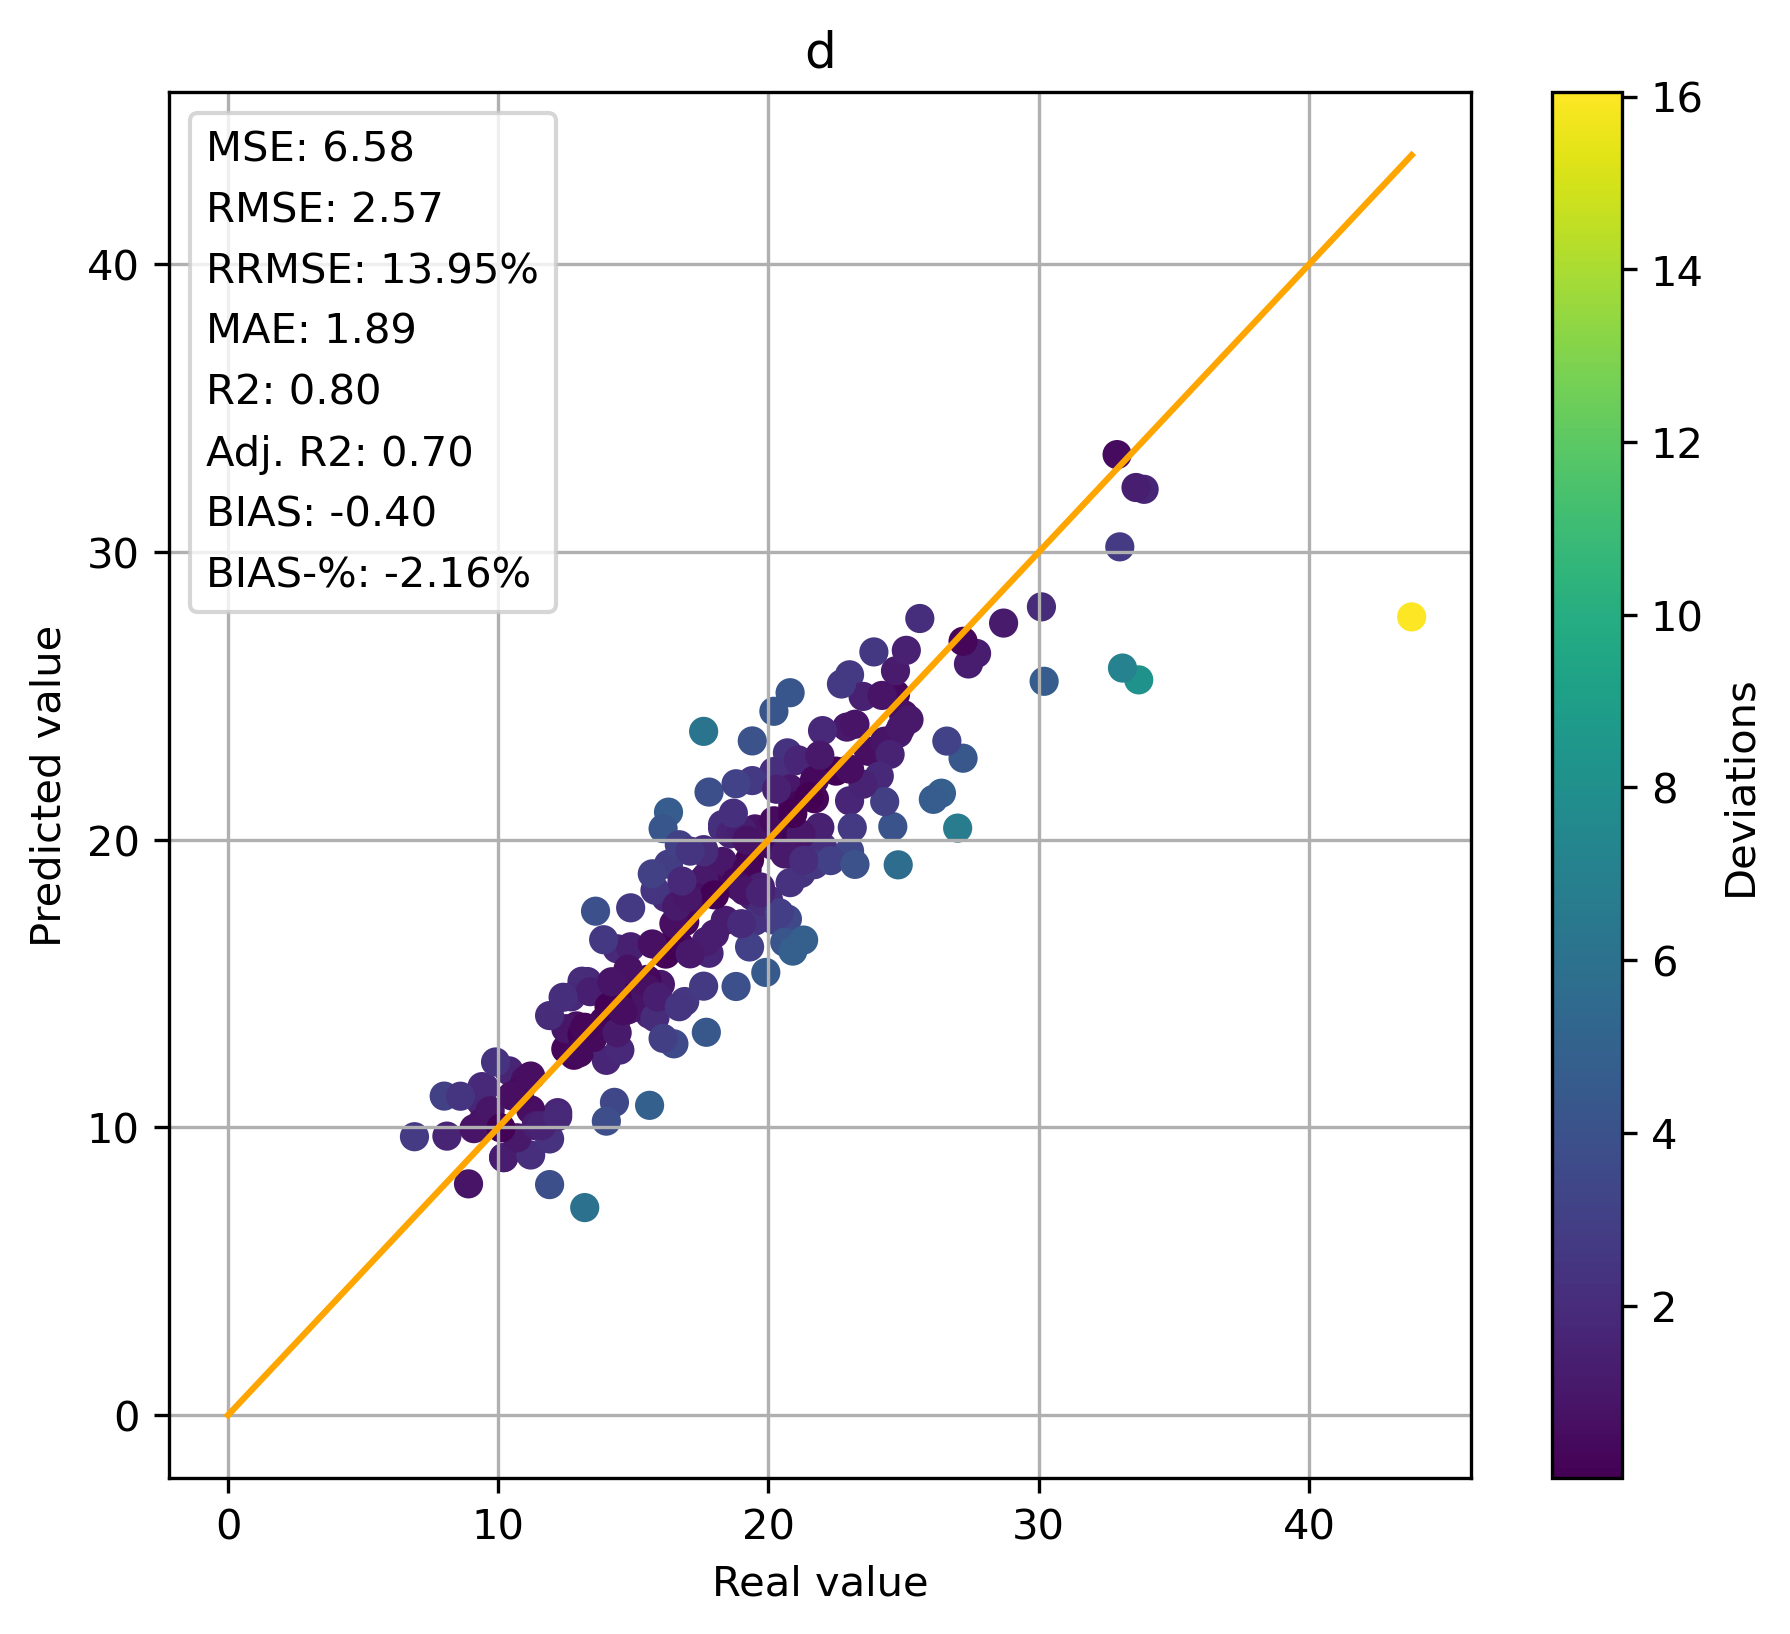 d
MSE: 6.58
RMSE: 2.57
RRMSE: 13.95%
MAE: 1.89
R2: 0.80
Adj. R2: 0.70
BIAS: -0.40
BIAS-%: -2.16%
40
30
20
10
0
Predicted value
0 10 20 30 40
Real value
16
14
12
10
8
6
4
2
Deviations